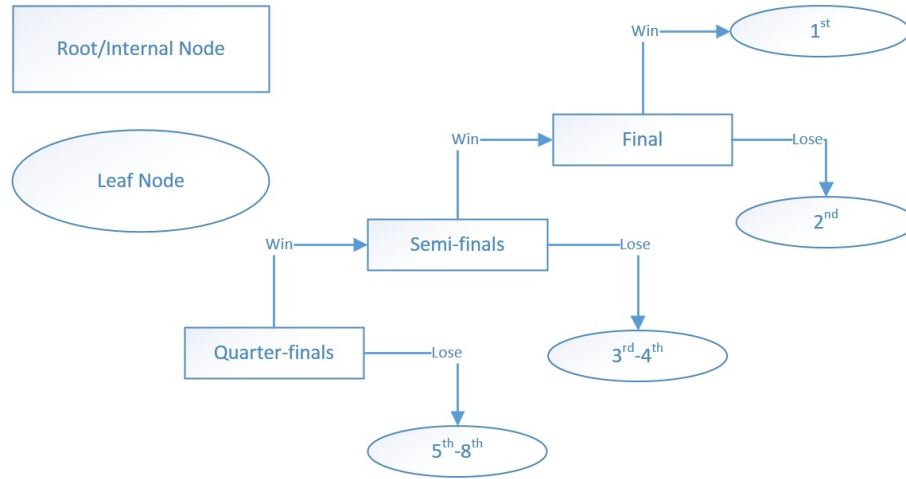 Root/Internal Node
Leaf Node
Win
1st
Final
Lose
2nd
Win
Semi-finals
Lose
3rd-4th
Win
Quarter-finals
Lose
5th-8th